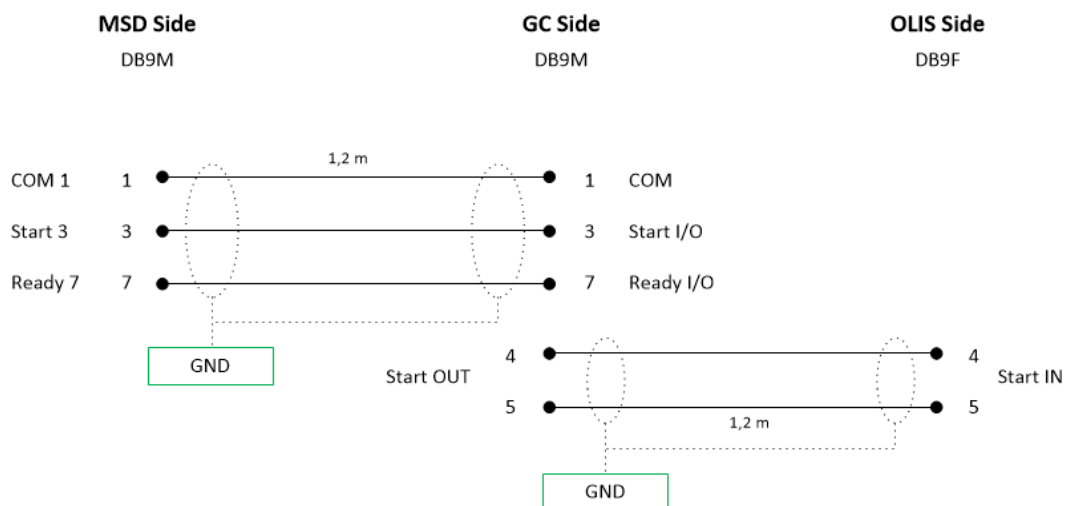 MSD Side GC Side OLIS Side
DB9M DB9M DB9F
1,2 m
COM 1 1 1 COM
Start 3 3 3 Start I/O
Ready 7 7 7 Ready I/O
GND
4 4
Start OUT Start IN
5 5
1,2 m
GND